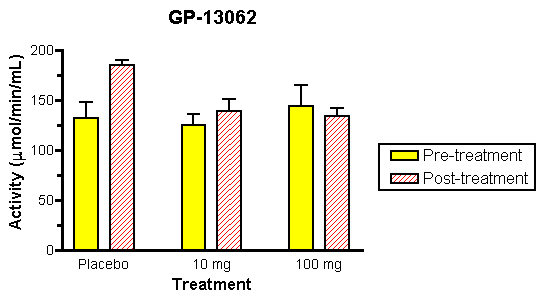 GP-13062
Activity (μmol/min/mL)
200
150
100
50
0
Placebo
10 mg
100 mg
Treatment
Pre-treatment
Post-treatment